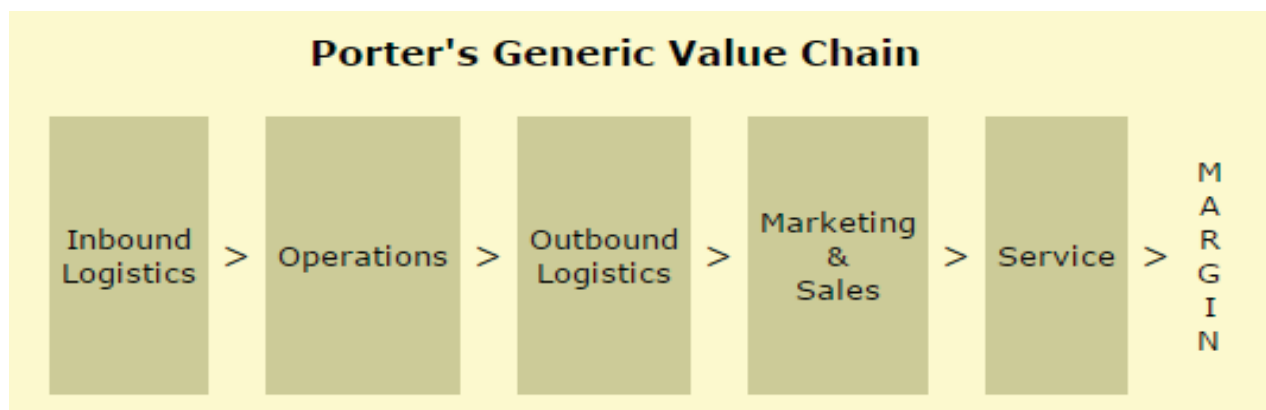 Porter's Generic Value Chain
Inbound
Logistics
>
Operations
>
Outbound
Logistics
>
Marketing
&
Sales
>
Service
>
M
A
R
G
I
N